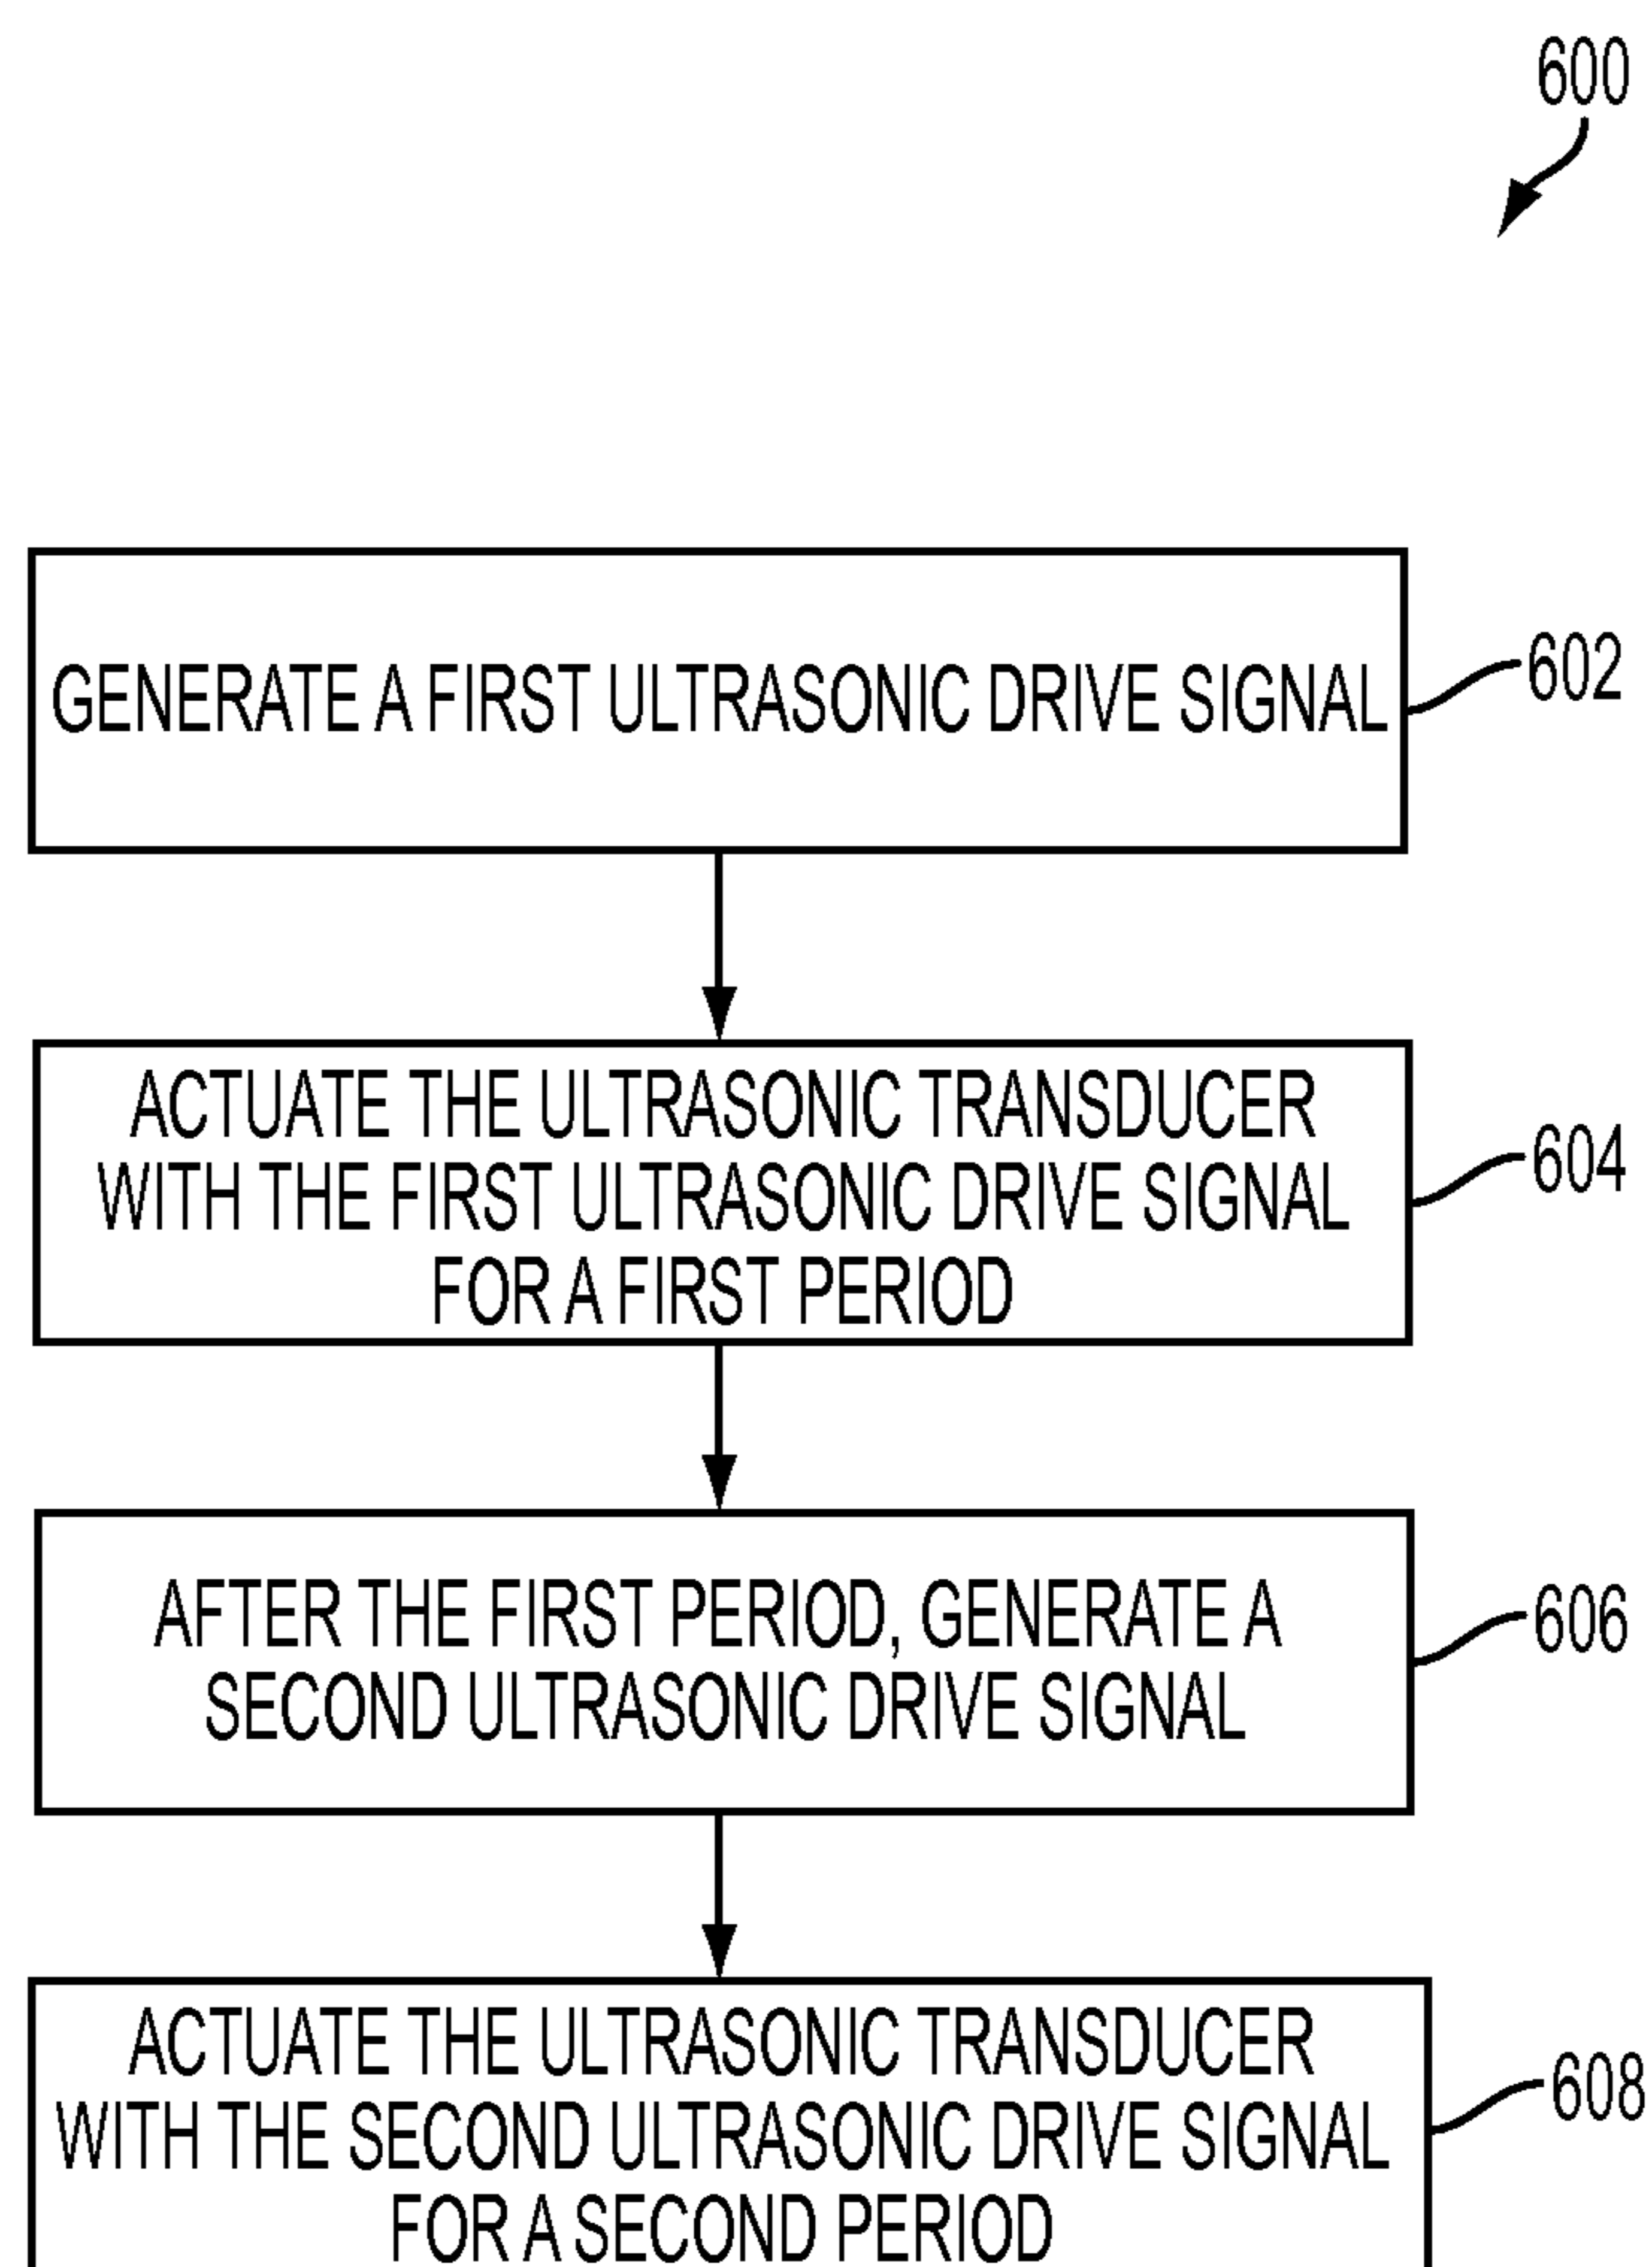 600
GENERATE A FIRST ULTRASONIC DRIVE SIGNAL
602
ACTUATE THE ULTRASONIC TRANSDUCER
WITH THE FIRST ULTRASONIC DRIVE SIGNAL
FOR A FIRST PERIOD
604
AFTER THE FIRST PERIOD, GENERATE A
SECOND ULTRASONIC DRIVE SIGNAL
606
ACTUATE THE ULTRASONIC TRANSDUCER
WITH THE SECOND ULTRASONIC DRIVE SIGNAL
FOR A SECOND PERIOD
608